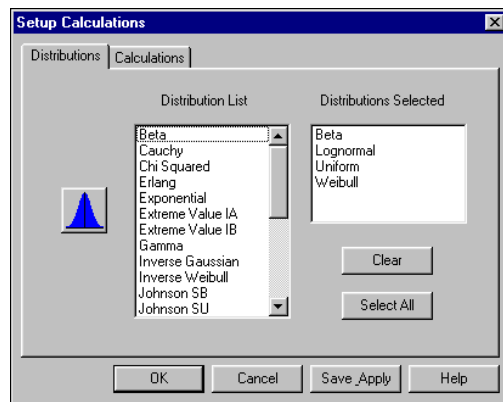 Setup Calculations
Distributions
Calculations
Distribution List
Beta
Cauchy
Chi Squared
Erlang
Exponential
Extreme Value IA
Extreme Value IB
Gamma
Inverse Gaussian
Inverse Weibull
Johnson SB
Johnson SU
Distributions Selected
Beta
Lognormal
Uniform
Weibull
Clear
Select All
OK
Cancel
Save_Apply
Help